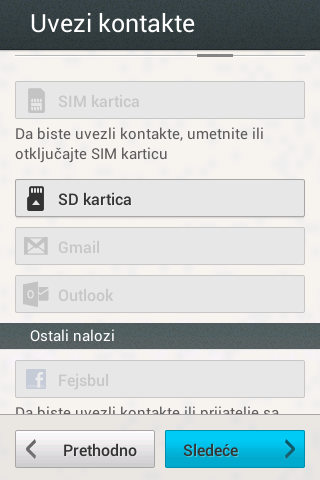 Uvezi kontakte
SIM kartica
Da biste uvezli kontakte, umetnite ili
otključajte SIM karticu
SD kartica
Gmail
Outlook
Ostali nalozi
Fejsbul
Da biste uvezli kontakte ili prijatelje sa
Prethodno
Sledeće